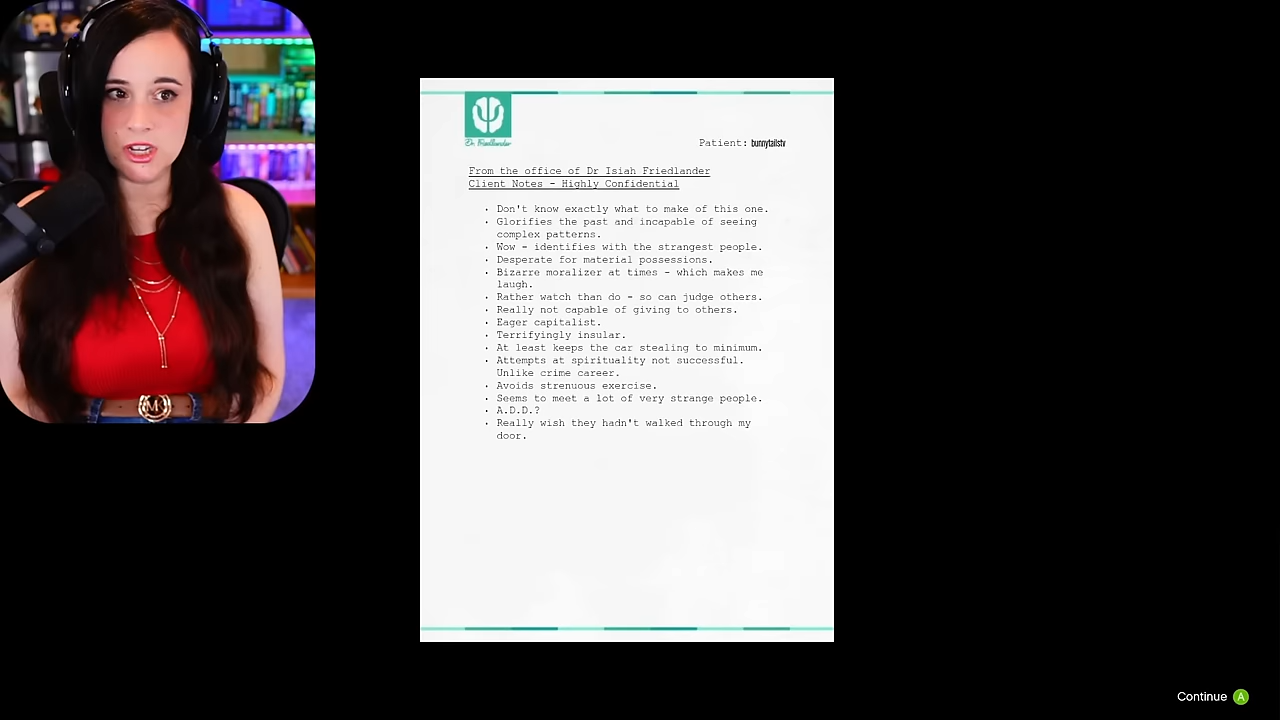 Dr. Friedlander
Patient: bunnytailstv
From the office of Dr Isiah Friedlander
Client Notes - Highly Confidential
· Don't know exactly what to make of this one.
· Glorifies the past and incapable of seeing
complex patterns.
· Wow - identifies with the strangest people.
· Desperate for material possessions.
· Bizarre moralizer at times - which makes me
laugh.
· Rather watch than do - so can judge others.
· Really not capable of giving to others.
· Eager capitalist.
· Terrifyingly insular.
· At least keeps the car stealing to minimum.
· Attempts at spirituality not successful.
Unlike crime career.
· Avoids strenuous exercise.
· Seems to meet a lot of very strange people.
· A.D.D.?
· Really wish they hadn't walked through my
door.
Continue A